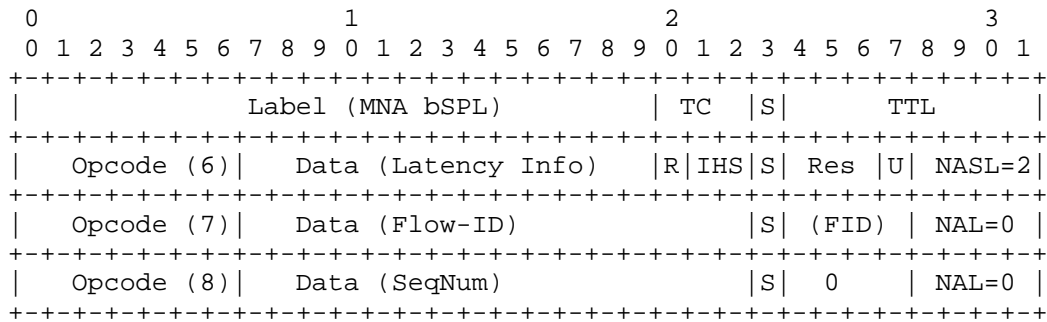 0                   1                   2                   3
 0 1 2 3 4 5 6 7 8 9 0 1 2 3 4 5 6 7 8 9 0 1 2 3 4 5 6 7 8 9 0 1
+-+-+-+-+-+-+-+-+-+-+-+-+-+-+-+-+-+-+-+-+-+-+-+-+-+-+-+-+-+-+-+-+
|              Label (MNA bSPL)         | TC  |S|      TTL      |
+-+-+-+-+-+-+-+-+-+-+-+-+-+-+-+-+-+-+-+-+-+-+-+-+-+-+-+-+-+-+-+-+
|   Opcode (6)|   Data (Latency Info)   |R|IHS|S| Res |U| NASL=2|
+-+-+-+-+-+-+-+-+-+-+-+-+-+-+-+-+-+-+-+-+-+-+-+-+-+-+-+-+-+-+-+-+
|   Opcode (7)|   Data (Flow-ID)              |S| (FID) | NAL=0 |
+-+-+-+-+-+-+-+-+-+-+-+-+-+-+-+-+-+-+-+-+-+-+-+-+-+-+-+-+-+-+-+-+
|   Opcode (8)|   Data (SeqNum)               |S|  0    | NAL=0 |
+-+-+-+-+-+-+-+-+-+-+-+-+-+-+-+-+-+-+-+-+-+-+-+-+-+-+-+-+-+-+-+-+